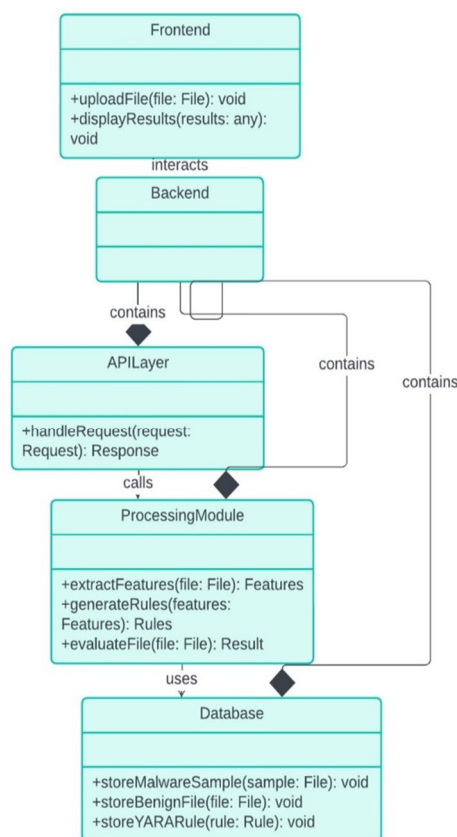 Frontend
+uploadFile(file: File): void
+displayResults(results: any):
void
interacts
Backend
contains
APILayer
contains
contains
+handleRequest(request:
Request): Response
calls
ProcessingModule
+extractFeatures(file: File): Features
+generateRules(features:
Features): Rules
+evaluateFile(file: File): Result
uses
Database
+storeMalwareSample(sample: File): void
+storeBenignFile(file: File): void
+storeYARARule(rule: Rule): void